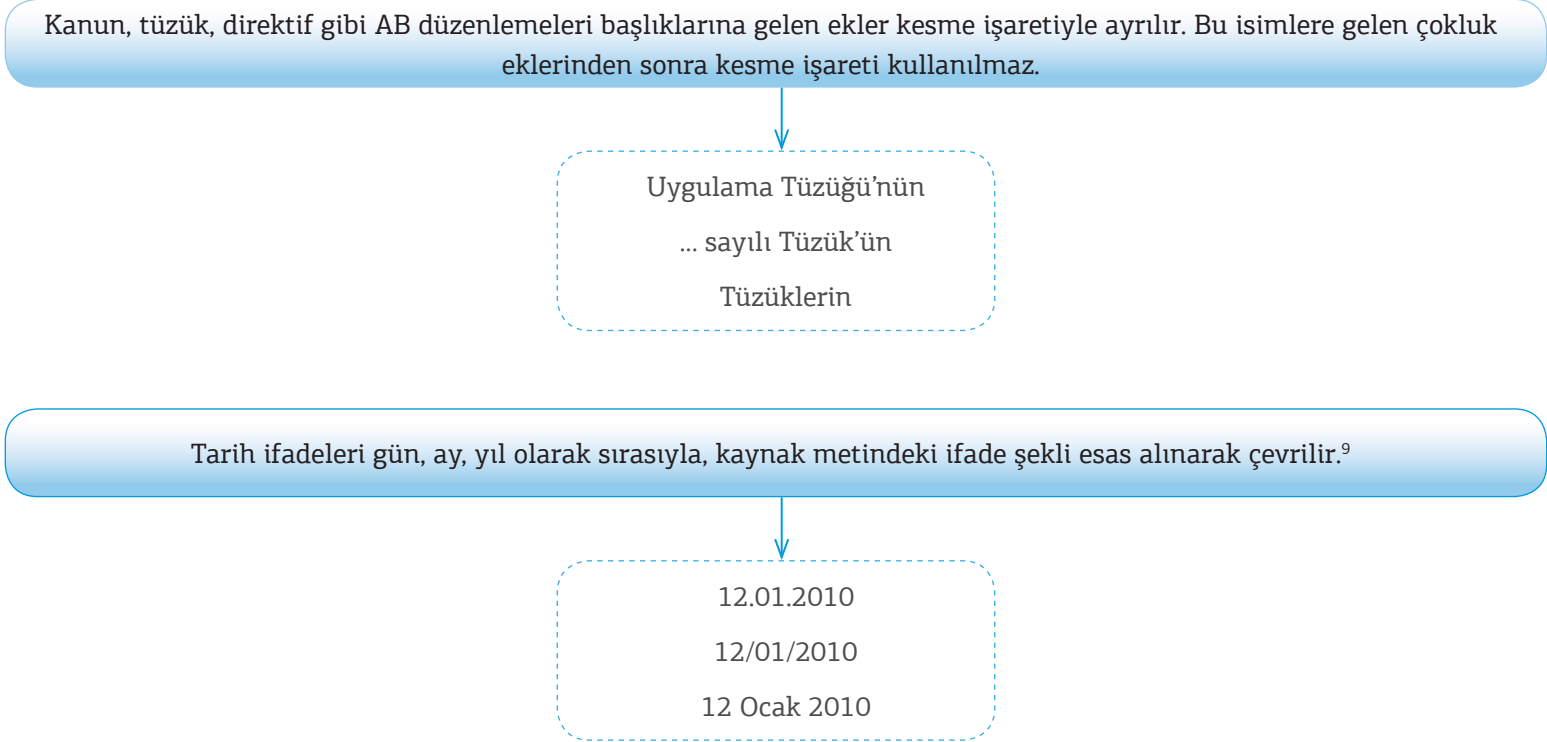 Kanun, tüzük, direktif gibi AB düzenlemeleri başlıklarına gelen ekler kesme işaretiyle ayrılır. Bu isimlere gelen çokluk
eklerinden sonra kesme işareti kullanılmaz.
Uygulama Tüzüğü’nün
... sayılı Tüzük’ün
Tüzüklerin
Tarih ifadeleri gün, ay, yıl olarak sırasıyla, kaynak metindeki ifade şekli esas alınarak çevrilir.⁹
12.01.2010
12/01/2010
12 Ocak 2010